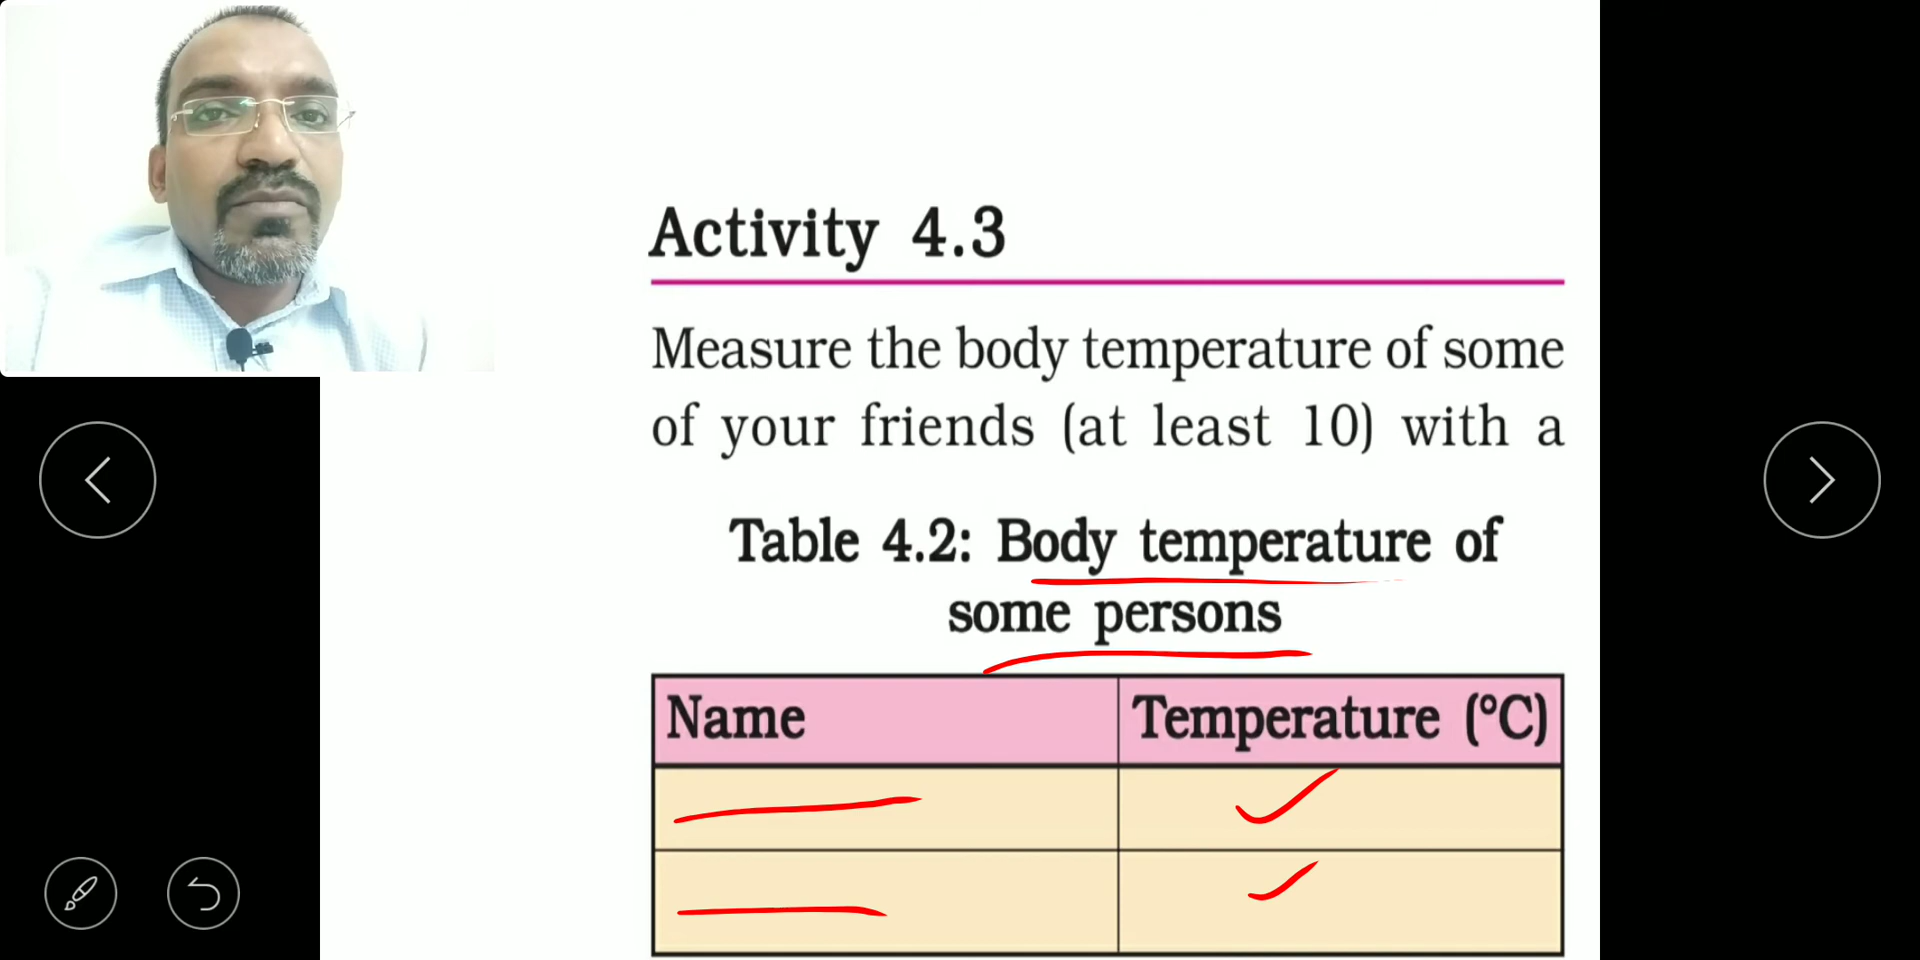 Activity 4.3
Measure the body temperature of some
of your friends (at least 10) with a
Table 4.2: Body temperature of
some persons
Name Temperature (°C)